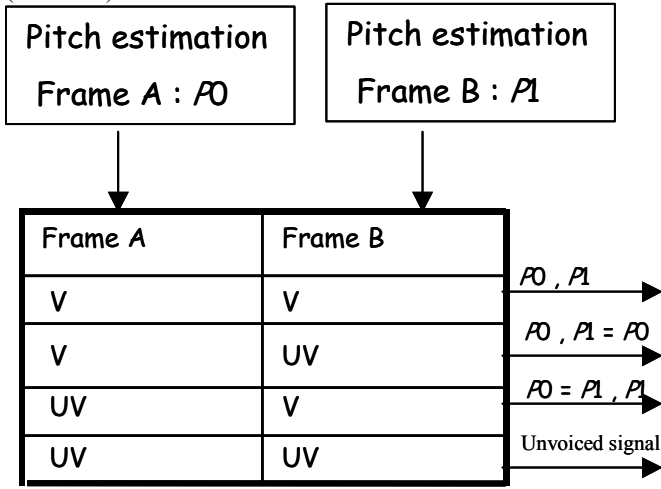 Pitch estimation
Frame A : P0
Pitch estimation
Frame B : P1
Frame A Frame B
V V P0 , P1
V UV P0 , P1 = P0
UV V P0 = P1 , P1
UV UV Unvoiced signal